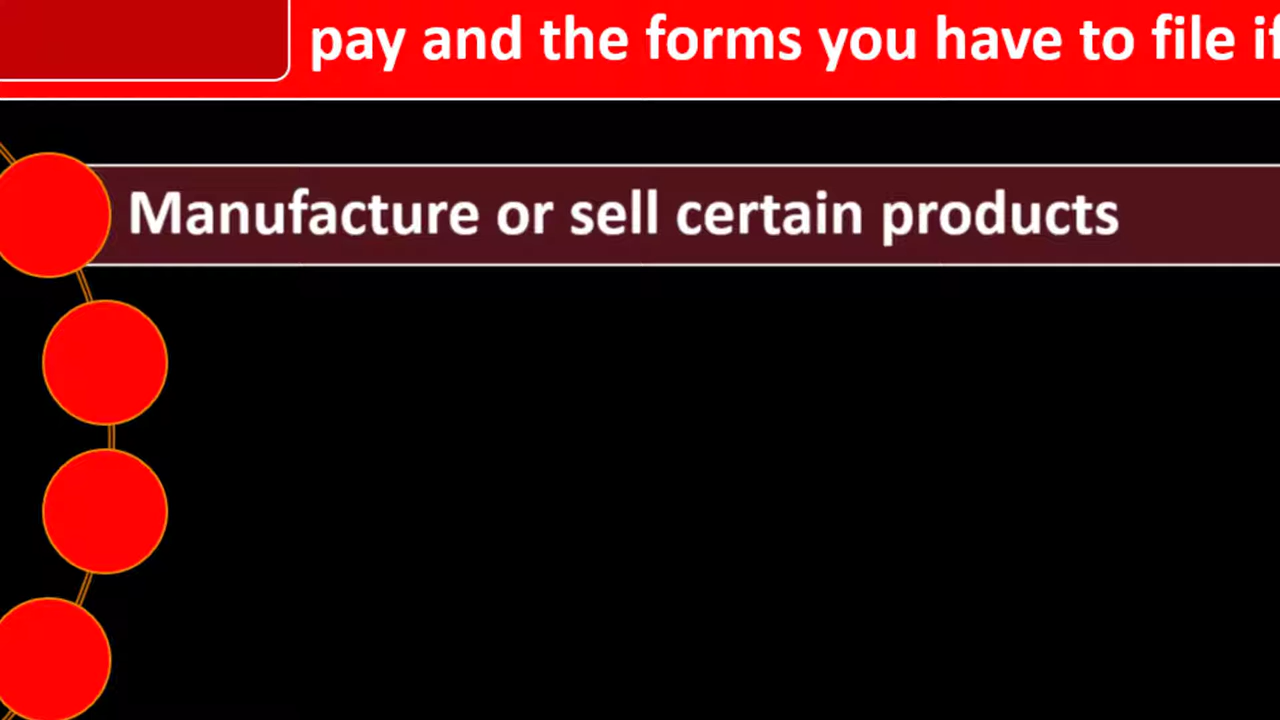 pay and the forms you have to file if
Manufacture or sell certain products